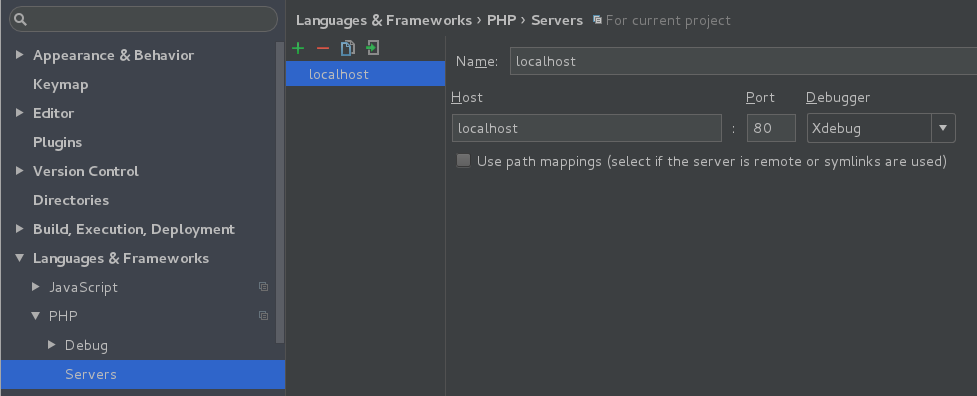 Appearance & Behavior
Keymap
Editor
Plugins
Version Control
Directories
Build, Execution, Deployment
Languages & Frameworks
JavaScript
PHP
Debug
Servers
Languages & Frameworks › PHP › Servers For current project
localhost
Name: localhost
Host Port Debugger
localhost : 80 Xdebug
Use path mappings (select if the server is remote or symlinks are used)